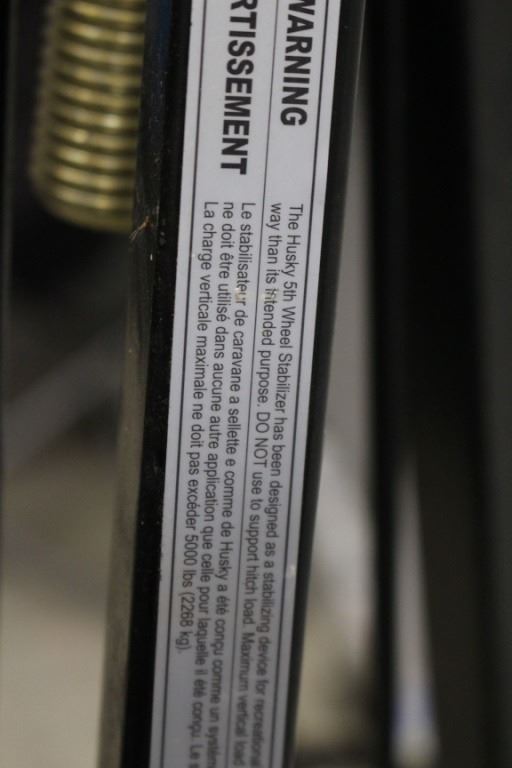 WARNING
The Husky 5th Wheel Stabilizer has been designed as a stabilizing device for recreational
way than its intended purpose. DO NOT use to support hitch load. Maximum vertical load
RTISSEMENT
Le stabilisateur de caravane a sellette e comme de Husky a été conçu comme un système
ne doit être utilisé dans aucune autre application que celle pour laquelle il été conçu. Le s
La charge verticale maximale ne doit pas excéder 5000 lbs (2268 kg).